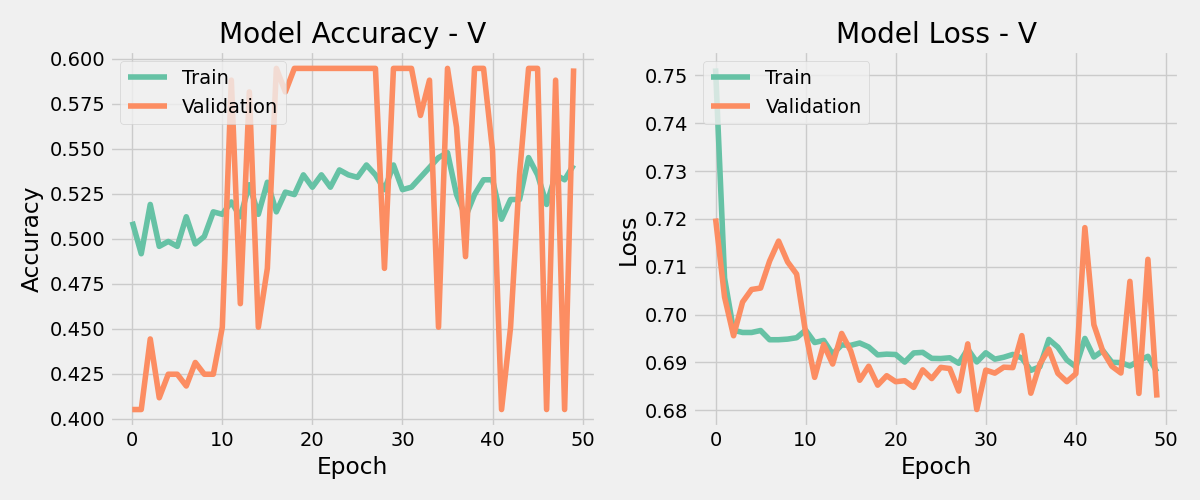 Model Accuracy - V
Train
Validation
0.600
0.575
0.550
0.525
0.500
0.475
0.450
0.425
0.400
Accuracy
0
10
20
30
40
50
Epoch
Model Loss - V
Train
Validation
0.75
0.74
0.73
0.72
0.71
0.70
0.69
0.68
Loss
0
10
20
30
40
50
Epoch